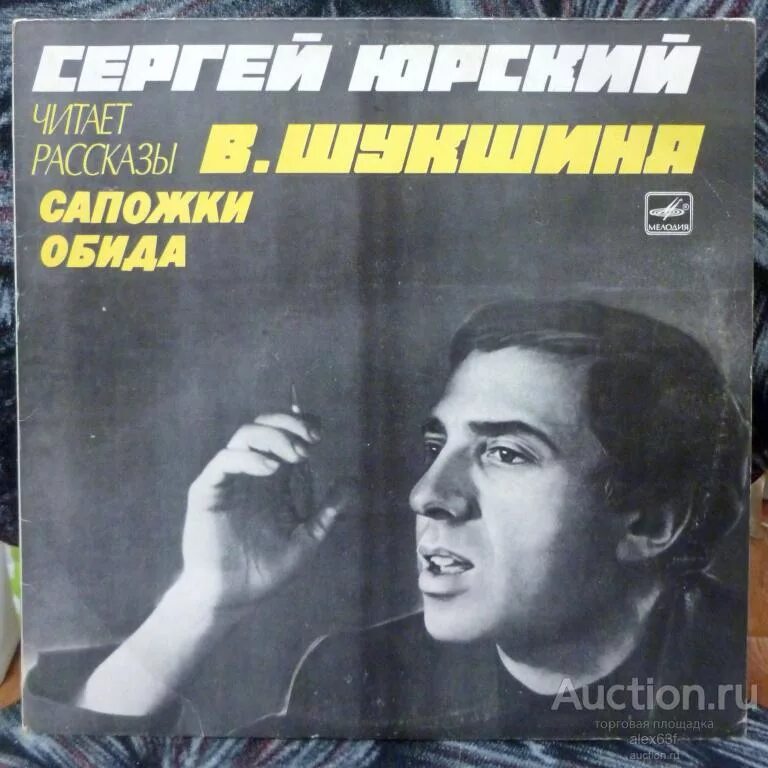 СЕРГЕЙ ЮРСКИЙ
ЧИТАЕТ
РАССКАЗЫ В. ШУКШИНА
САПОЖКИ
ОБИДА
МЕЛОДИЯ
Auction.ru
торговая площадка
alex63f
auction.ru